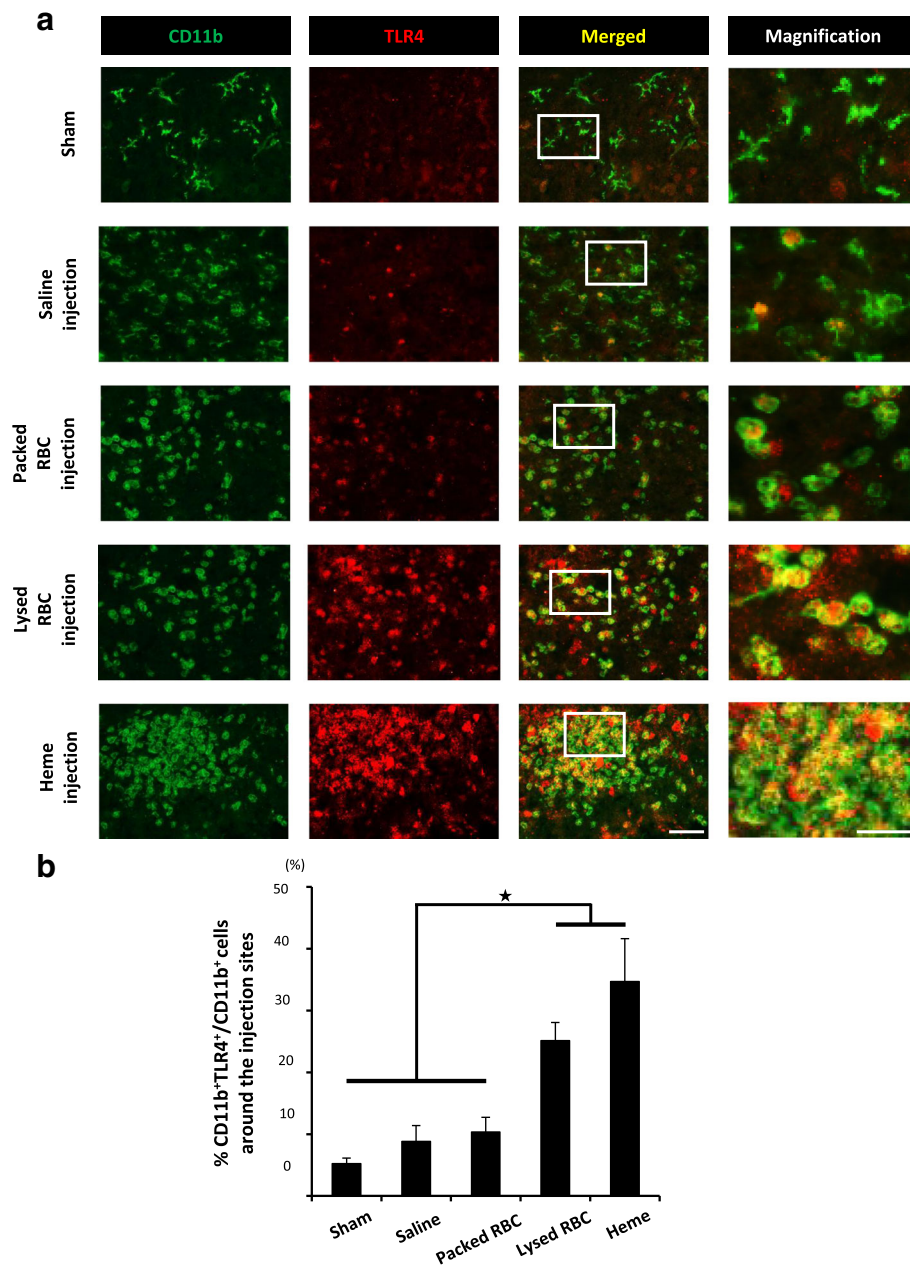 a
CD11b TLR4 Merged Magnification
Sham
Saline
injection
Packed
RBC
injection
Lysed
RBC
injection
Heme
injection
b
(%)
50
40
30
20
10
0
% CD11b⁺TLR4⁺/CD11b⁺ cells
around the injection sites
★
Sham Saline Packed RBC Lysed RBC Heme